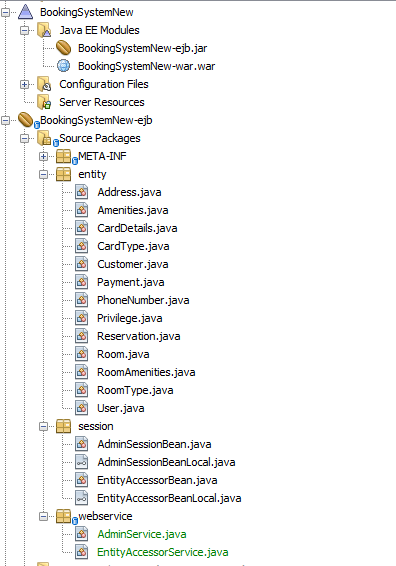 BookingSystemNew
Java EE Modules
BookingSystemNew-ejb.jar
BookingSystemNew-war.war
Configuration Files
Server Resources
BookingSystemNew-ejb
Source Packages
META-INF
entity
Address.java
Amenities.java
CardDetails.java
CardType.java
Customer.java
Payment.java
PhoneNumber.java
Privilege.java
Reservation.java
Room.java
RoomAmenities.java
RoomType.java
User.java
session
AdminSessionBean.java
AdminSessionBeanLocal.java
EntityAccessorBean.java
EntityAccessorBeanLocal.java
webservice
AdminService.java
EntityAccessorService.java